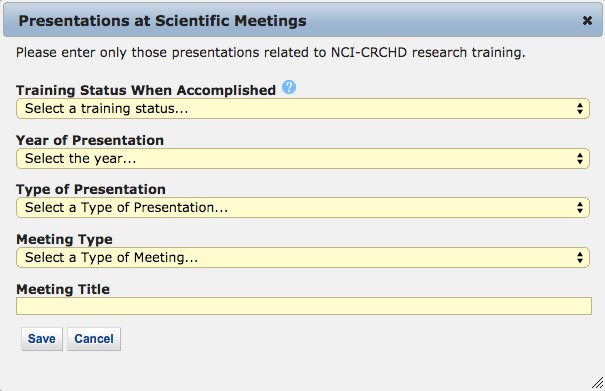 Presentations at Scientific Meetings
Please enter only those presentations related to NCI-CRCHD research training.
Training Status When Accomplished ?
Select a training status...
Year of Presentation
Select the year...
Type of Presentation
Select a Type of Presentation...
Meeting Type
Select a Type of Meeting...
Meeting Title
Save Cancel